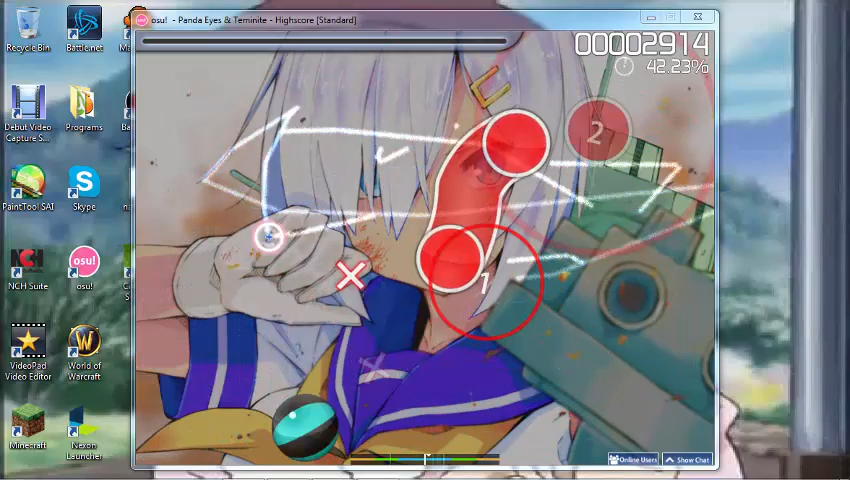 osu! - Panda Eyes & Teminite - Highscore [Standard]
00002914
42.23%
2
1
Recycle Bin
Battle.net
Ma
Debut Video
Capture S...
Programs
Ba
PaintTool SAI
Skype
NCH Suite
osu!
VideoPad
Video Editor
World of
Warcraft
Minecraft
Nexon
Launcher
Online Users
Show Chat